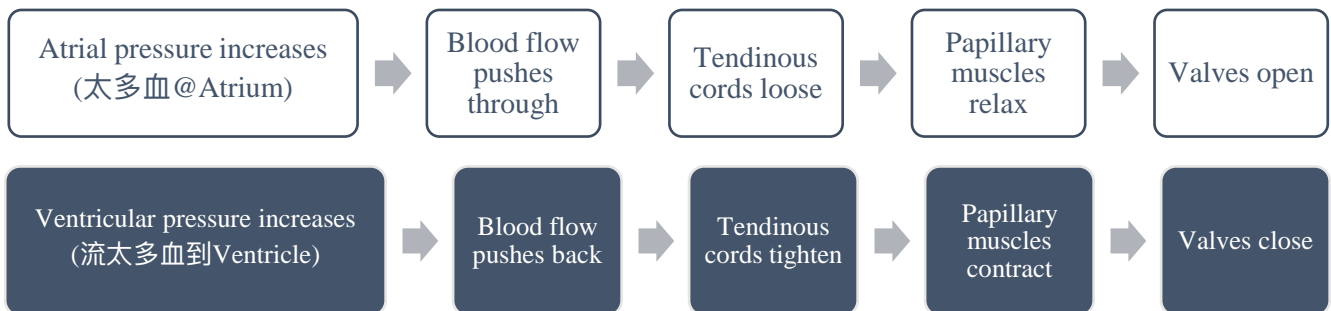 Atrial pressure increases
(太多血@Atrium)
Blood flow
pushes
through
Tendinous
cords loose
Papillary
muscles
relax
Valves open
Ventricular pressure increases
(流太多血到Ventricle)
Blood flow
pushes back
Tendinous
cords tighten
Papillary
muscles
contract
Valves close